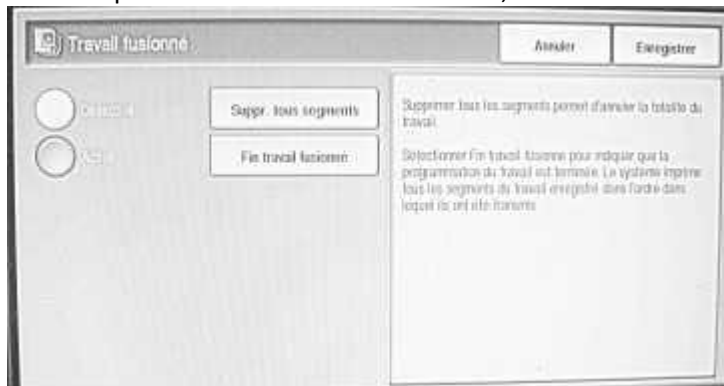 Travail fusionné
Annuler
Enregistrer
Suppr. tous segments
Fin travail fusionné
Supprimer tous les segments permet d'annuler la totalité du
travail.
Sélectionner Fin travail fusionné pour indiquer que la
programmation du travail est terminée. Le système imprime
tous les segments du travail enregistré dans l'ordre dans
lequel ils ont été transmis.